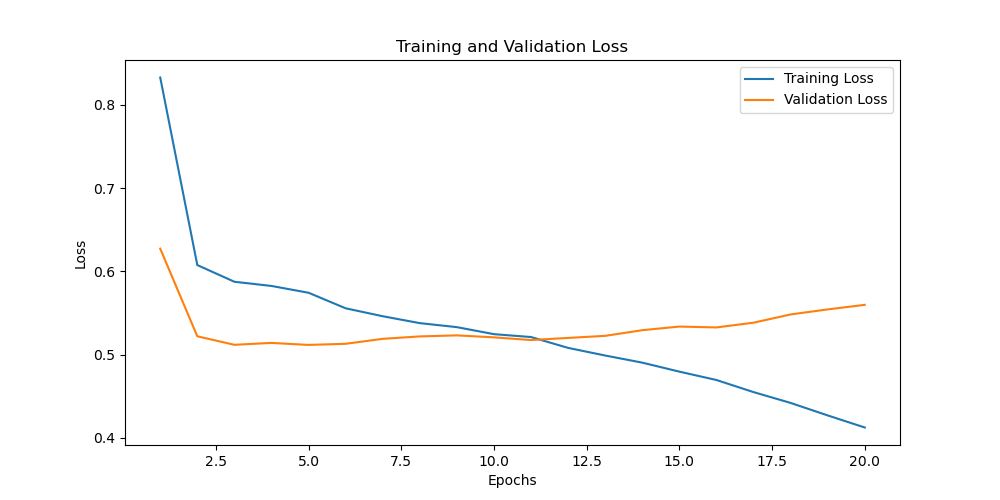 Training and Validation Loss
Training Loss
Validation Loss
0.8
0.7
0.6
0.5
0.4
Loss
2.5 5.0 7.5 10.0 12.5 15.0 17.5 20.0
Epochs